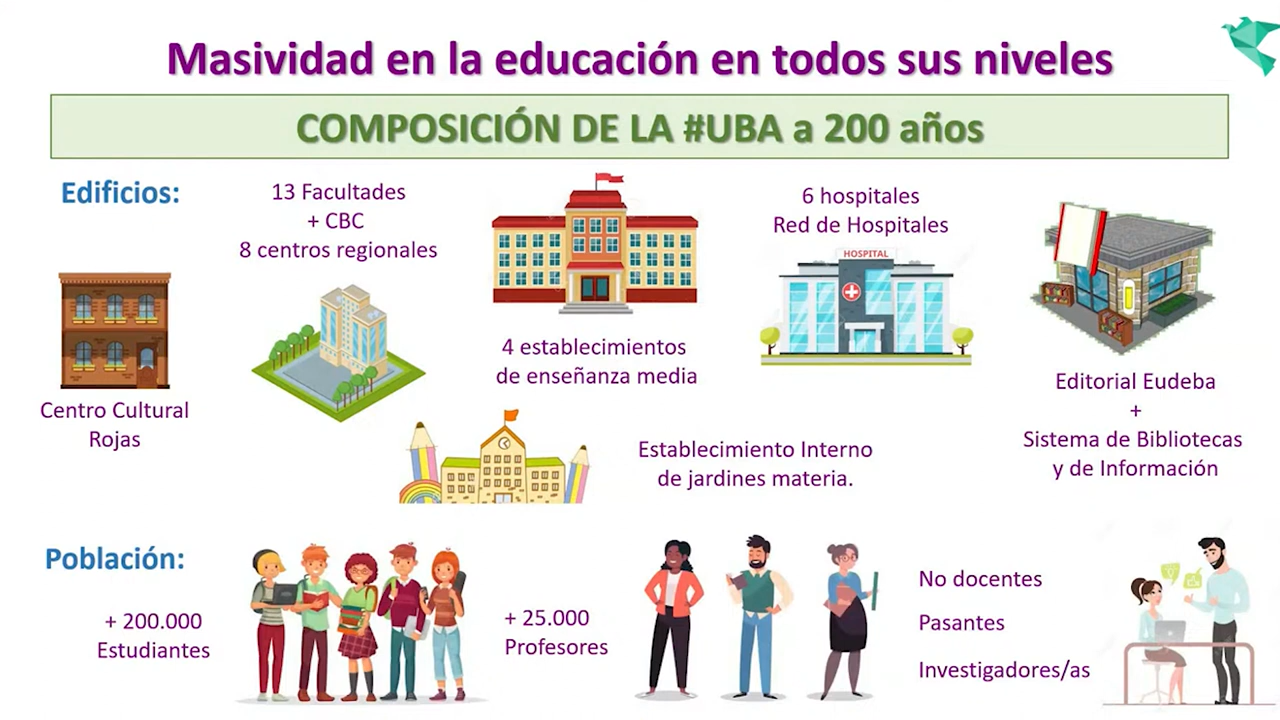 Masividad en la educación en todos sus niveles
COMPOSICIÓN DE LA #UBA a 200 años
Edificios:
13 Facultades
+ CBC
8 centros regionales
6 hospitales
Red de Hospitales
HOSPITAL
4 establecimientos
de enseñanza media
Centro Cultural
Rojas
Editorial Eudeba
+
Sistema de Bibliotecas
y de Información
Establecimiento Interno
de jardines materia.
Población:
+ 200.000
Estudiantes
+ 25.000
Profesores
No docentes
Pasantes
Investigadores/as